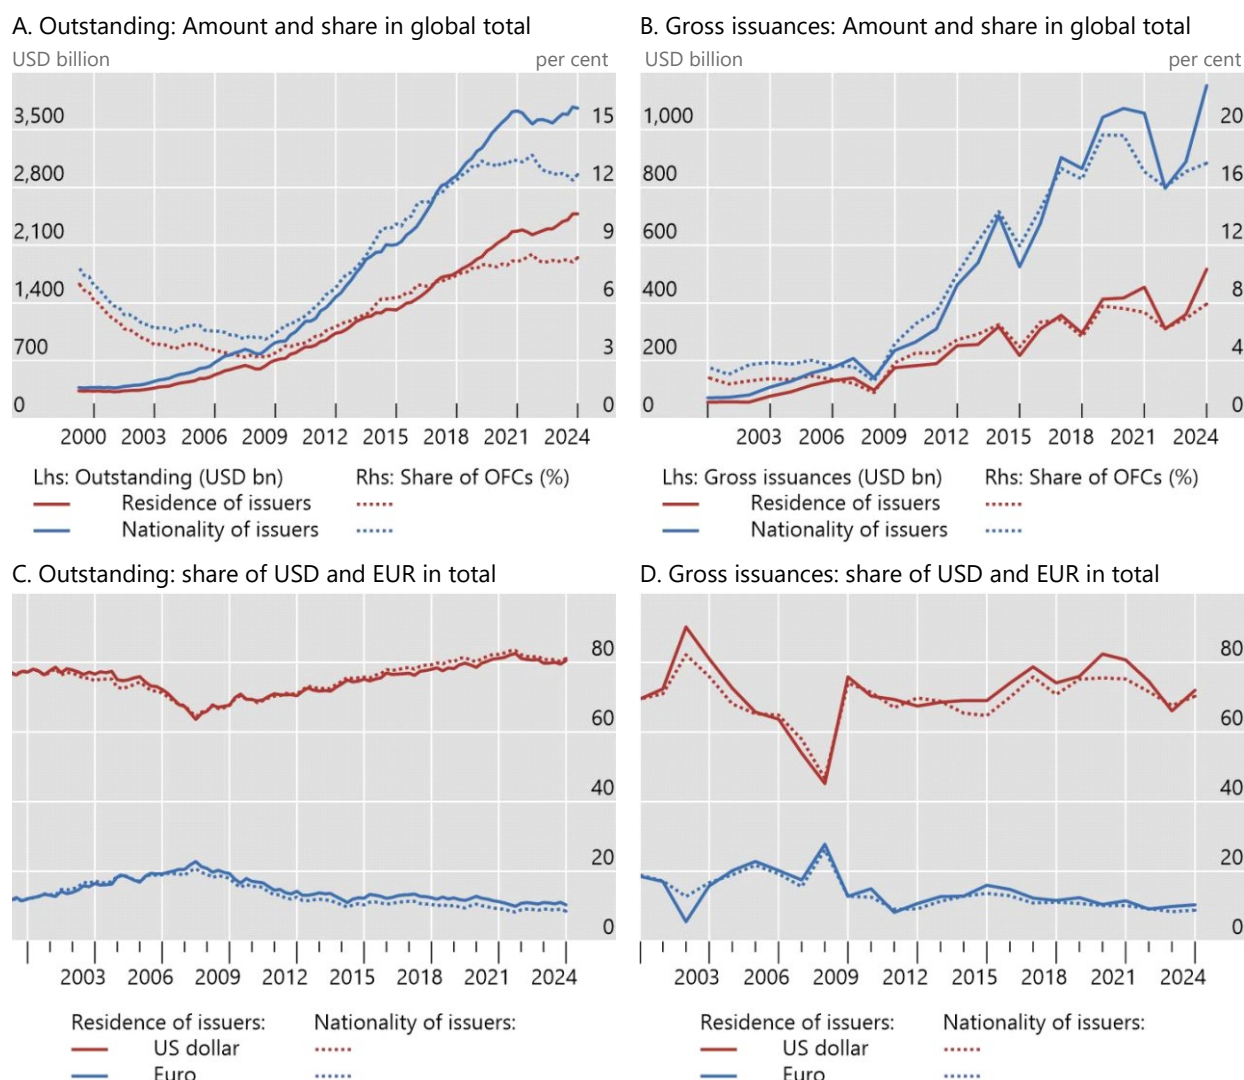 A. Outstanding: Amount and share in global total
USD billion
per cent
3,500
2,800
2,100
1,400
700
0
15
12
9
6
3
0
2000 2003 2006 2009 2012 2015 2018 2021 2024
Lhs: Outstanding (USD bn)
Rhs: Share of OFCs (%)
Residence of issuers
Nationality of issuers
B. Gross issuances: Amount and share in global total
USD billion
per cent
1,000
800
600
400
200
0
20
16
12
8
4
0
2003 2006 2009 2012 2015 2018 2021 2024
Lhs: Gross issuances (USD bn)
Rhs: Share of OFCs (%)
Residence of issuers
Nationality of issuers
C. Outstanding: share of USD and EUR in total
80
60
40
20
0
2003 2006 2009 2012 2015 2018 2021 2024
Residence of issuers:
Nationality of issuers:
US dollar
Euro
D. Gross issuances: share of USD and EUR in total
80
60
40
20
0
2003 2006 2009 2012 2015 2018 2021 2024
Residence of issuers:
Nationality of issuers:
US dollar
Euro